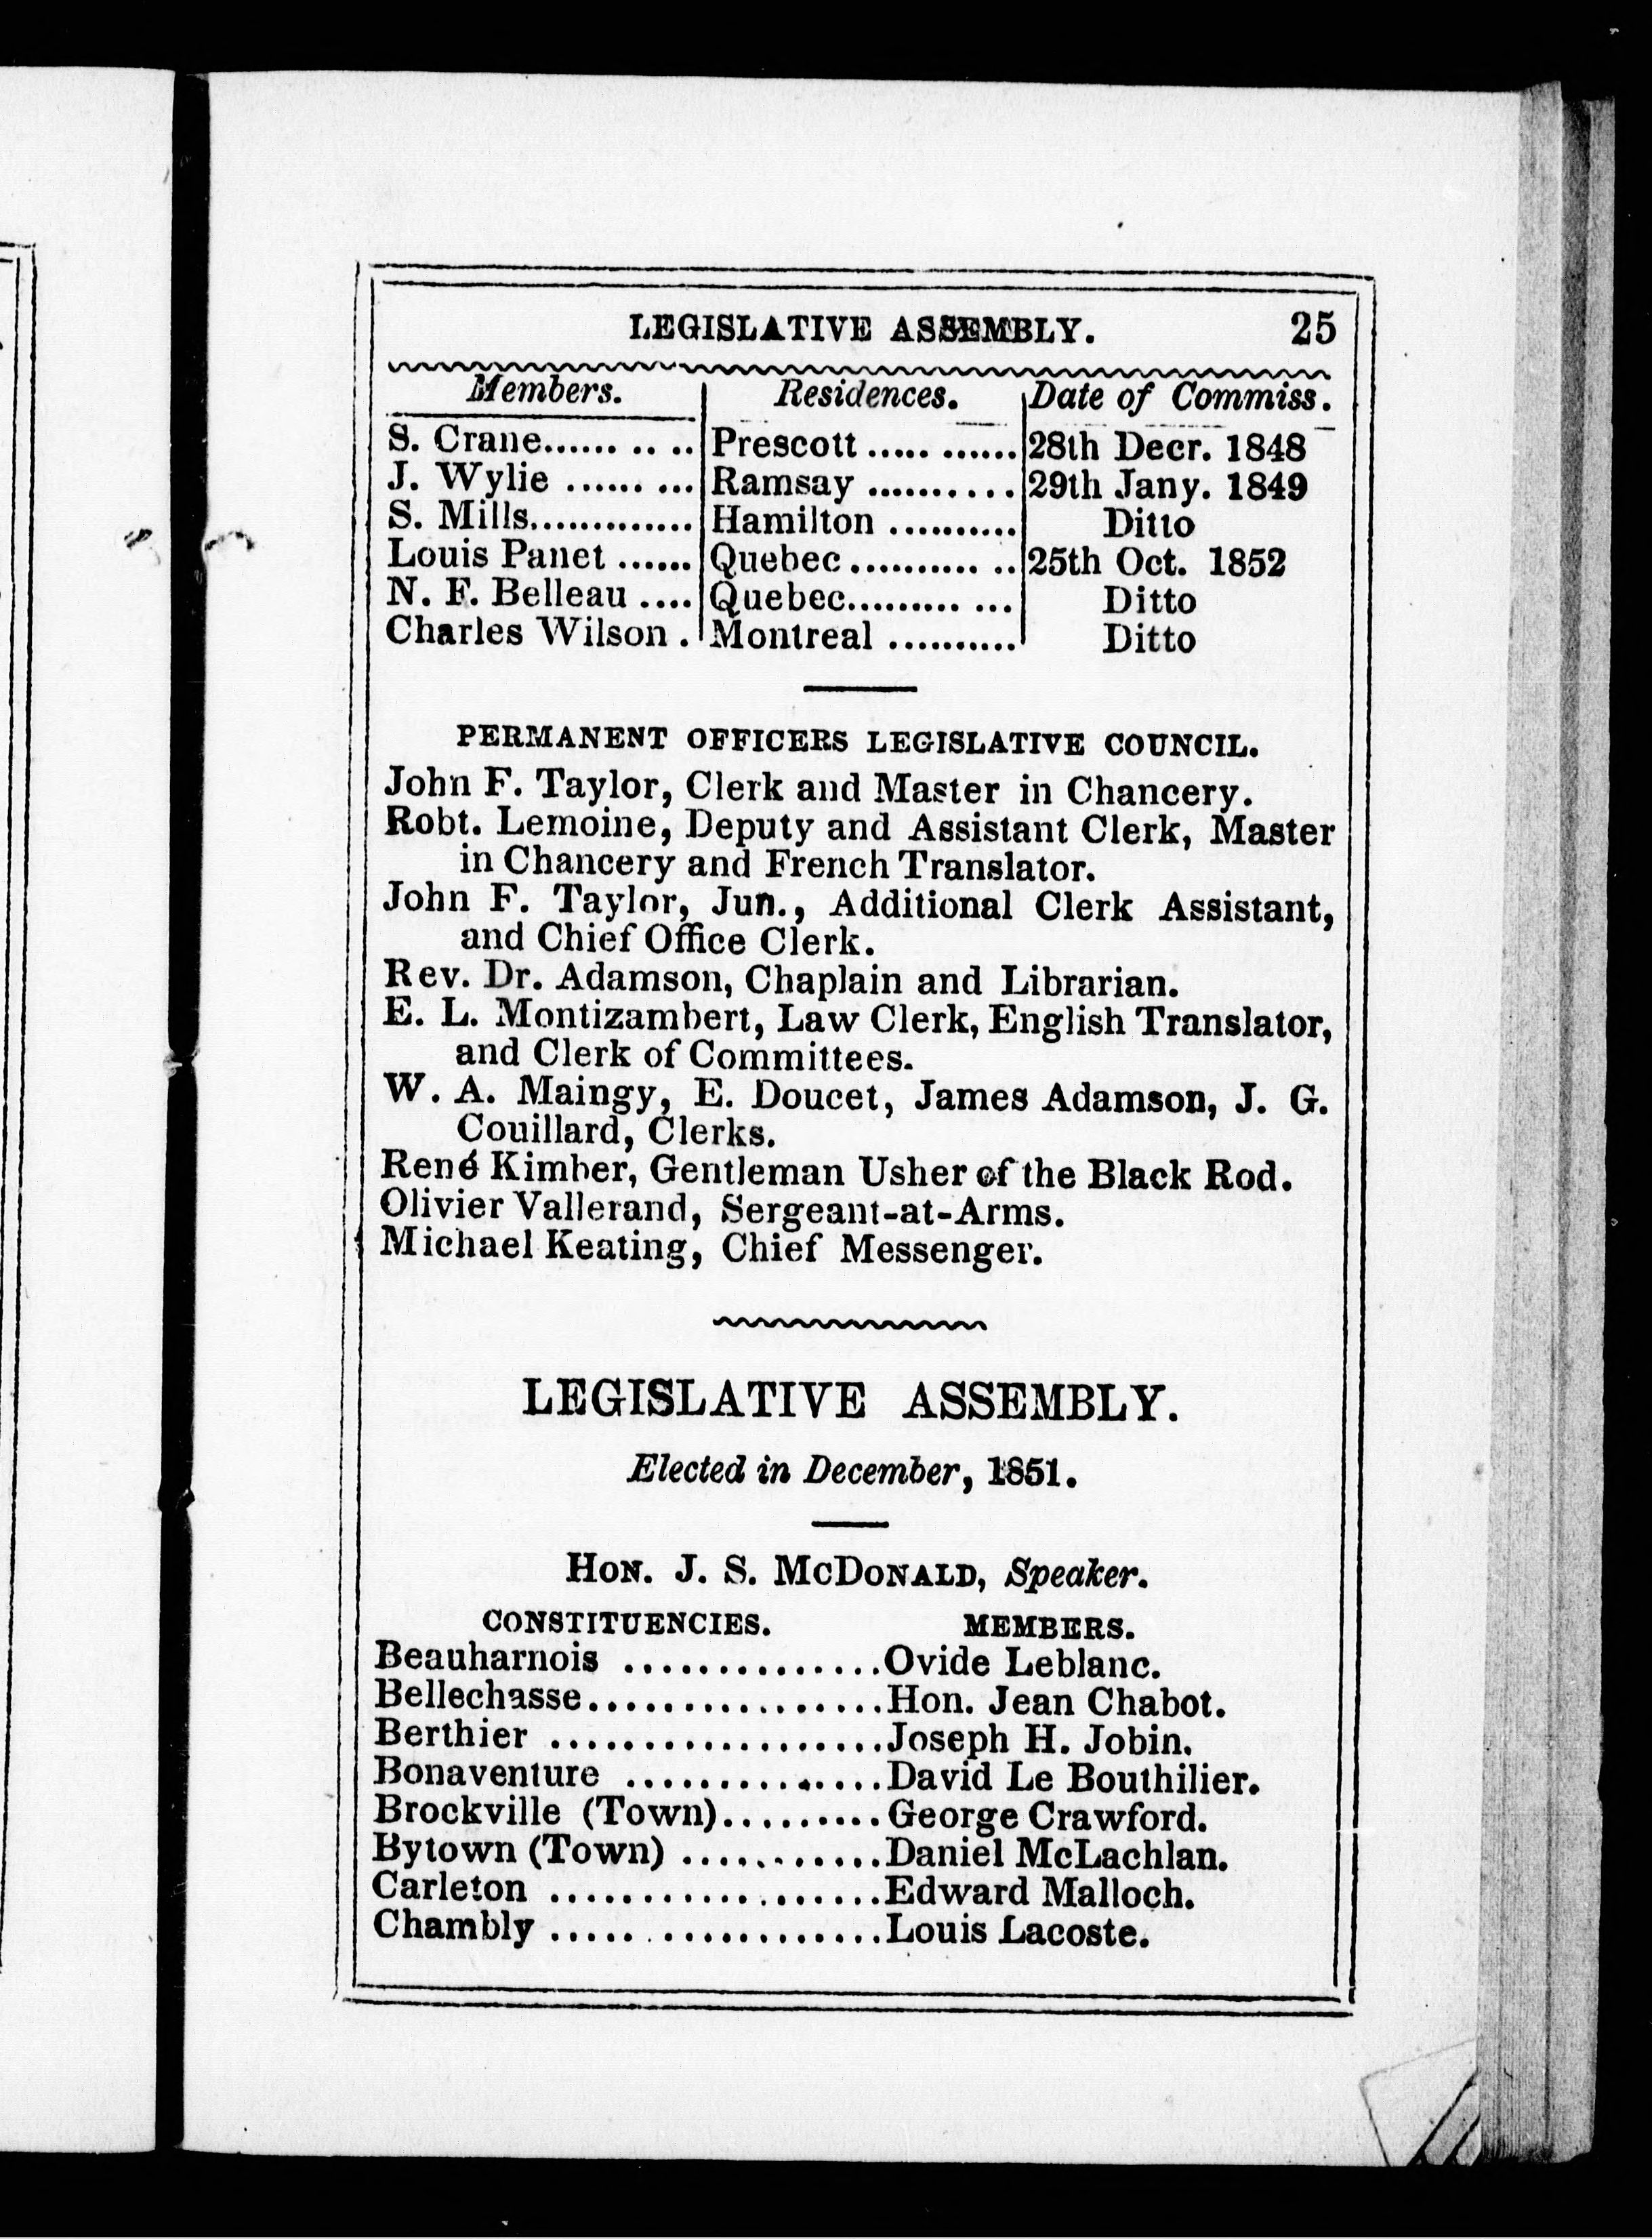 LEGISLATIVE ASSEMBLY. 25
Members. Residences. Date of Commiss.
S. Crane...... .. .. Prescott ..... ...... 28th Decr. 1848
J. Wylie ...... ... Ramsay .......... 29th Jany. 1849
S. Mills............. Hamilton .......... Ditto
Louis Panet ...... Quebec.......... .. 25th Oct. 1852
N. F. Belleau .... Quebec......... ... Ditto
Charles Wilson . Montreal .......... Ditto
PERMANENT OFFICERS LEGISLATIVE COUNCIL.
John F. Taylor, Clerk and Master in Chancery.
Robt. Lemoine, Deputy and Assistant Clerk, Master
in Chancery and French Translator.
John F. Taylor, Jun., Additional Clerk Assistant,
and Chief Office Clerk.
Rev. Dr. Adamson, Chaplain and Librarian.
E. L. Montizambert, Law Clerk, English Translator,
and Clerk of Committees.
W. A. Maingy, E. Doucet, James Adamson, J. G.
Couillard, Clerks.
René Kimber, Gentleman Usher of the Black Rod.
Olivier Vallerand, Sergeant-at-Arms.
Michael Keating, Chief Messenger.
LEGISLATIVE ASSEMBLY.
Elected in December, 1851.
HON. J. S. MCDONALD, Speaker.
CONSTITUENCIES. MEMBERS.
Beauharnois ..............Ovide Leblanc.
Bellechasse................Hon. Jean Chabot.
Berthier ..................Joseph H. Jobin.
Bonaventure ..............David Le Bouthilier.
Brockville (Town).........George Crawford.
Bytown (Town) ...........Daniel McLachlan.
Carleton ..................Edward Malloch.
Chambly ..... ............Louis Lacoste.